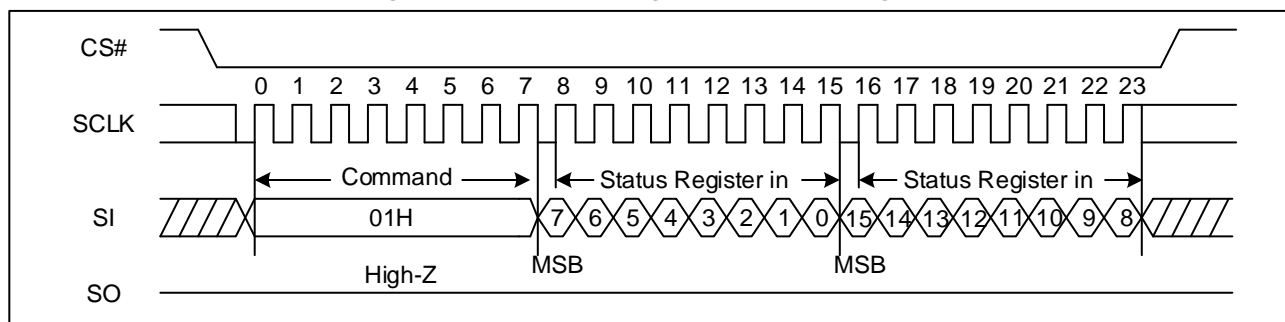 CS#
0 1 2 3 4 5 6 7 8 9 10 11 12 13 14 15 16 17 18 19 20 21 22 23
SCLK
Command Status Register in Status Register in
SI 01H 7 6 5 4 3 2 1 0 15 14 13 12 11 10 9 8
MSB MSB
High-Z
SO